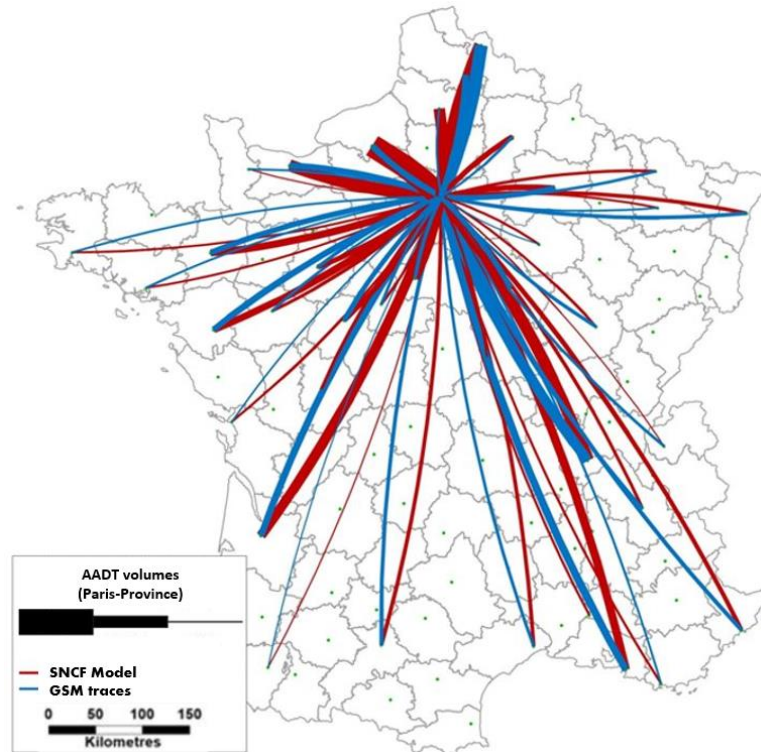 AADT volumes
(Paris-Province)
SNCF Model
GSM traces
0 50 100 150
Kilometres